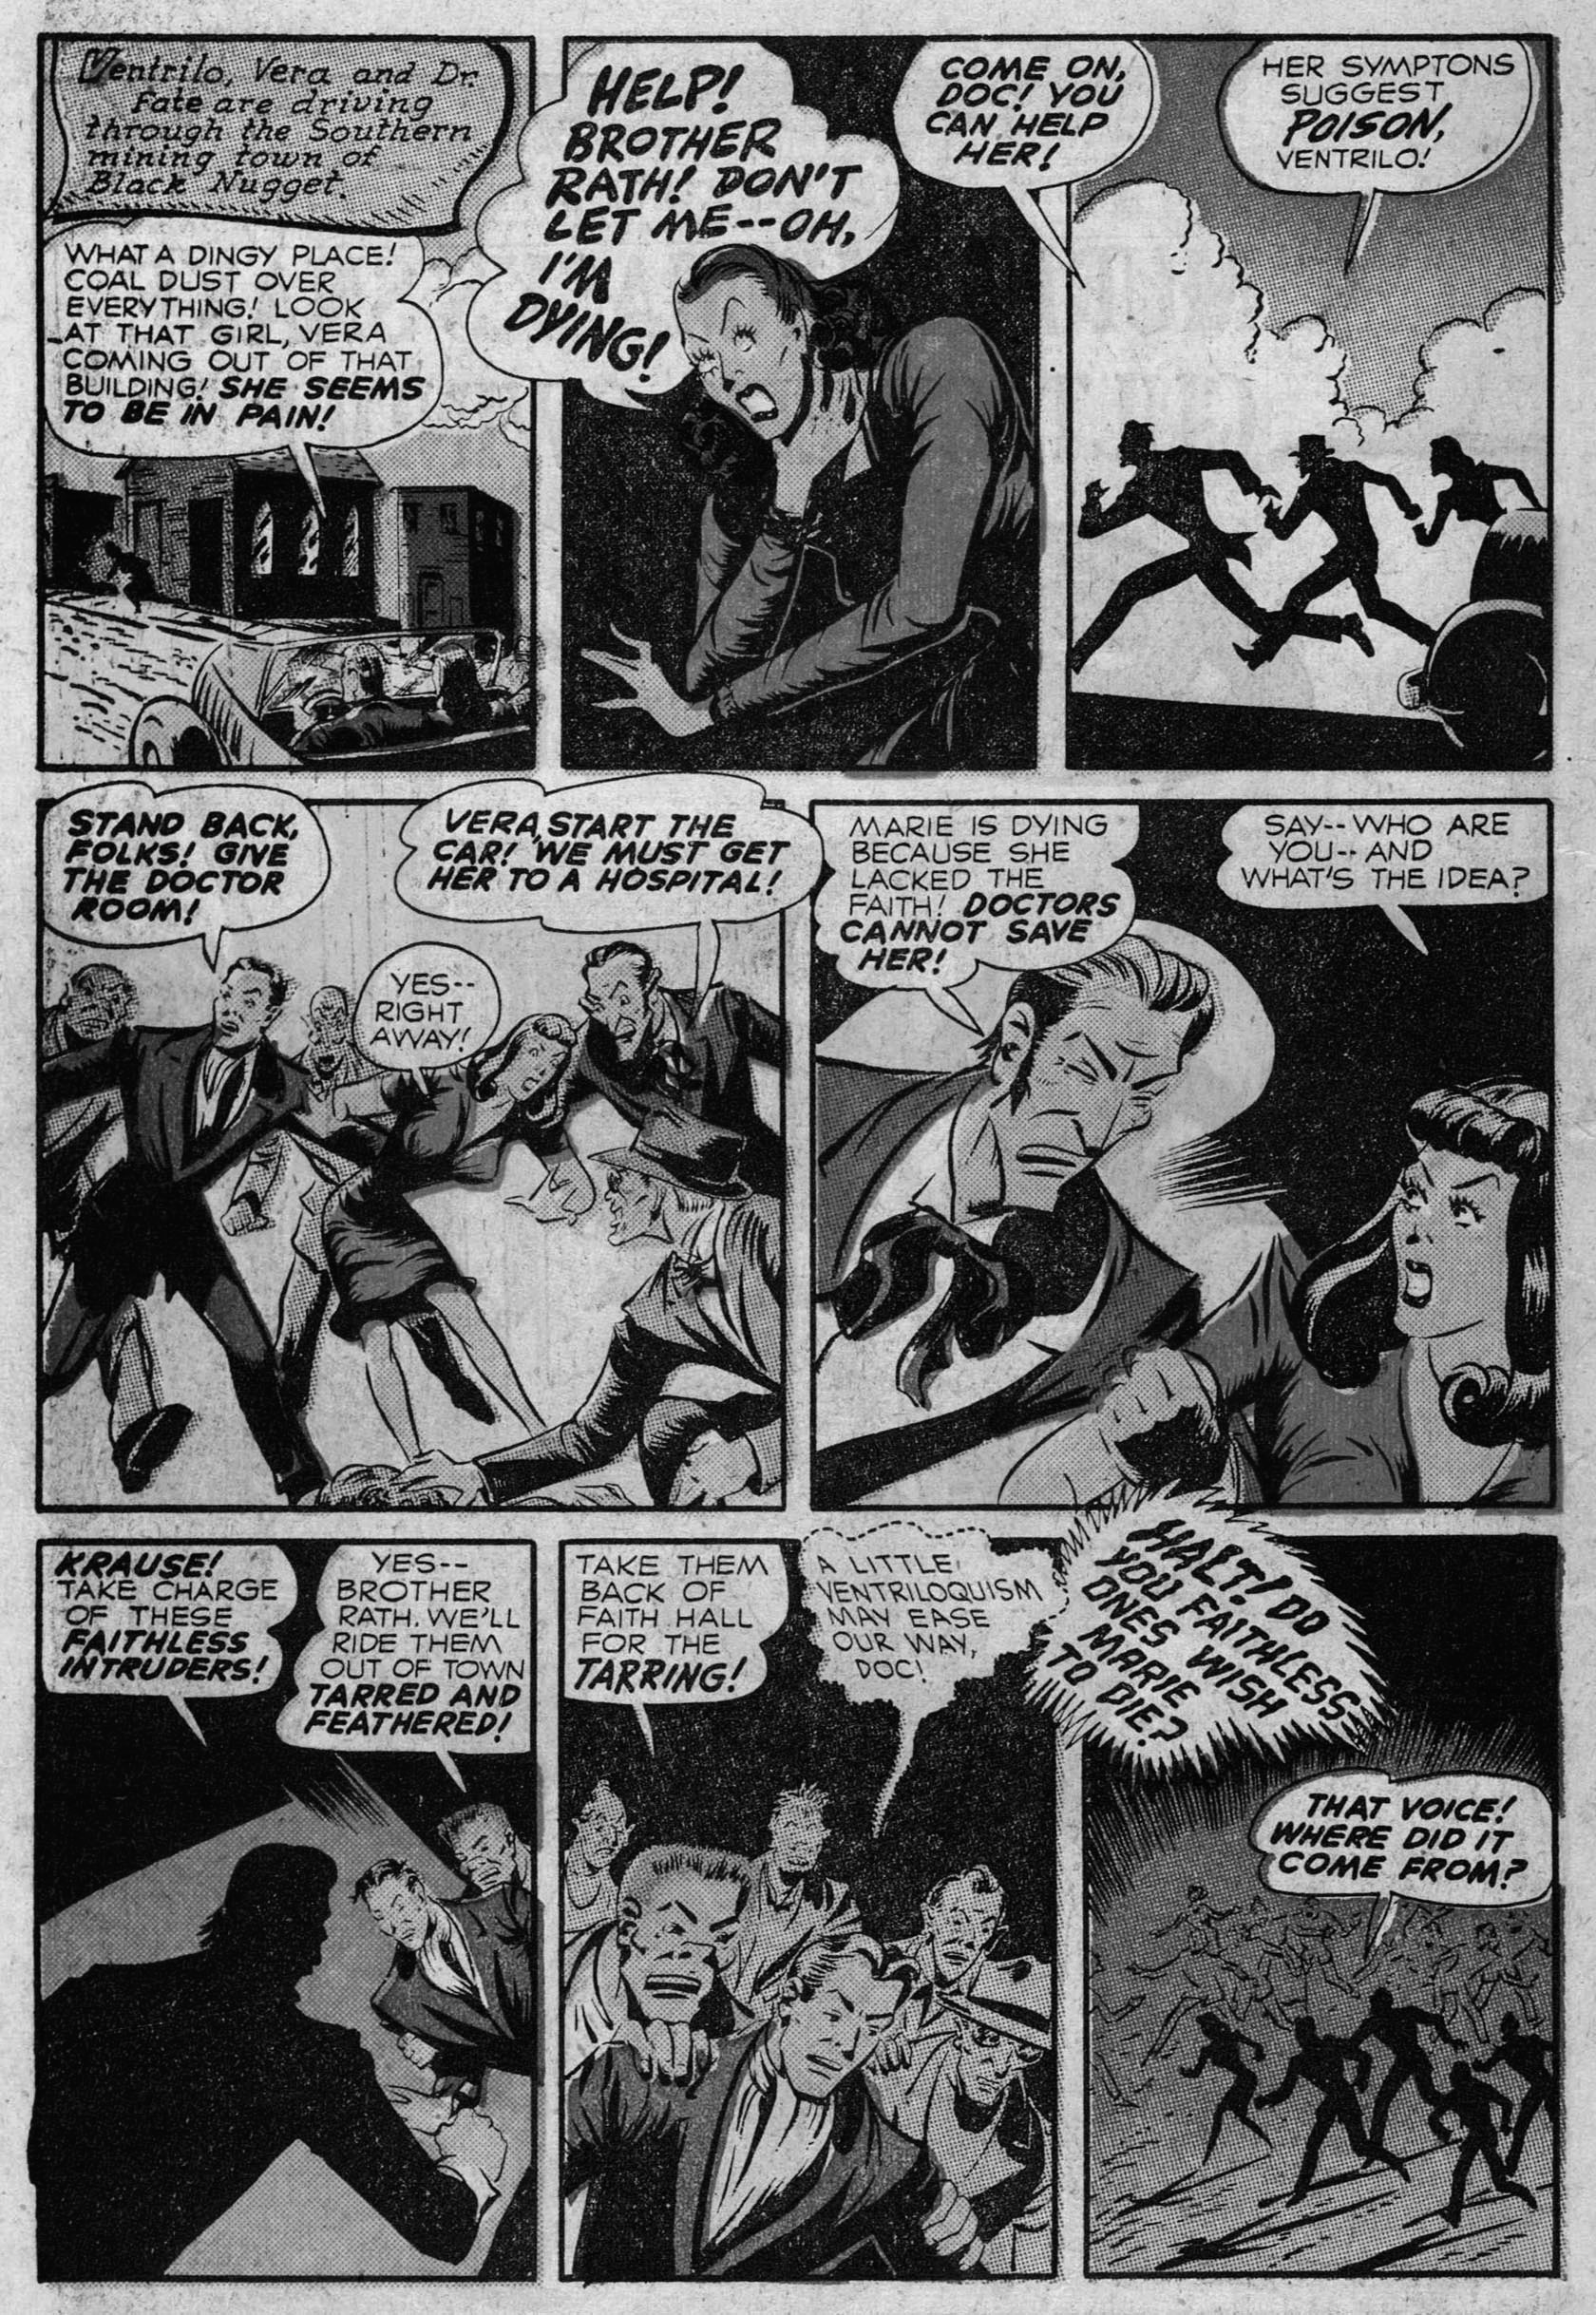 Ventrilo, Vera and Dr.
Fate are driving
through the Southern
mining town of
Black Nugget.
WHAT A DINGY PLACE!
COAL DUST OVER
EVERYTHING! LOOK
AT THAT GIRL, VERA
COMING OUT OF THAT
BUILDING! SHE SEEMS
TO BE IN PAIN!
HELP!
BROTHER
RATH! DON'T
LET ME--OH,
I'M
DYING!
COME ON,
DOC! YOU
CAN HELP
HER!
HER SYMPTONS
SUGGEST
POISON,
VENTRILO!
STAND BACK,
FOLKS! GIVE
THE DOCTOR
ROOM!
YES--
RIGHT
AWAY!
VERA, START THE
CAR! WE MUST GET
HER TO A HOSPITAL!
MARIE IS DYING
BECAUSE SHE
LACKED THE
FAITH! DOCTORS
CANNOT SAVE
HER!
SAY--WHO ARE
YOU--AND
WHAT'S THE IDEA?
KRAUSE!
TAKE CHARGE
OF THESE
FAITHLESS
INTRUDERS!
YES--
BROTHER
RATH. WE'LL
RIDE THEM
OUT OF TOWN
TARRED AND
FEATHERED!
TAKE THEM
BACK OF
FAITH HALL
FOR THE
TARRING!
A LITTLE
VENTRILOQUISM
MAY EASE
OUR WAY,
DOC!
HALT! DO
YOU FAITHLESS
ONES WISH
MARIE
TO DIE?
THAT VOICE!
WHERE DID IT
COME FROM?